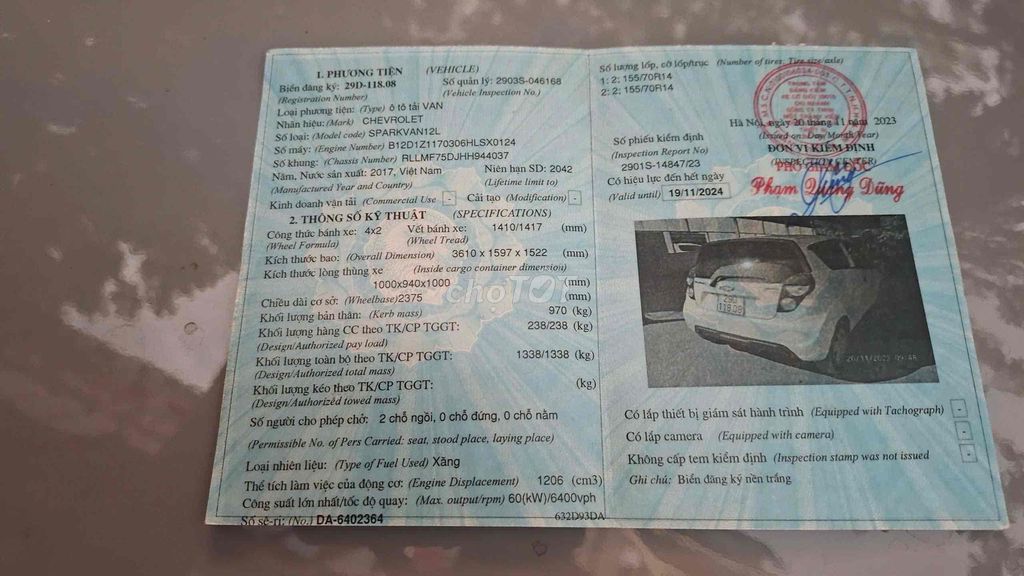 1. PHƯƠNG TIỆN (VEHICLE)
Biển đăng ký: 29D-118.08 Số quản lý: 2903S-046168
(Registration Number) (Vehicle Inspection No.)
Loại phương tiện: (Type) ô tô tải VAN
Nhãn hiệu: (Mark) CHEVROLET
Số loại: (Model code) SPARKVAN12L
Số máy: (Engine Number) B12D1Z1170306HLSX0124
Số khung: (Chassis Number) RLLMF75DJHH944037
Năm, Nước sản xuất: 2017, Việt Nam Niên hạn SD: 2042
(Manufactured Year and Country) (Lifetime limit to)
Kinh doanh vận tải (Commercial Use - Cải tạo (Modification) -
2. THÔNG SỐ KỸ THUẬT (SPECIFICATIONS)
Công thức bánh xe: 4x2 Vết bánh xe: 1410/1417 (mm)
(Wheel Formula) (Wheel Tread)
Kích thước bao: (Overall Dimension) 3610 x 1597 x 1522 (mm)
Kích thước lòng thùng xe (Inside cargo container dimension)
1000x940x1000 (mm)
Chiều dài cơ sở: (Wheelbase) 2375 (mm)
Khối lượng bản thân: (Kerb mass) 970 (kg)
Khối lượng hàng CC theo TK/CP TGGT: 238/238 (kg)
(Design/Authorized pay load)
Khối lượng toàn bộ theo TK/CP TGGT: 1338/1338 (kg)
(Design/Authorized total mass)
Khối lượng kéo theo TK/CP TGGT: (kg)
(Design/Authorized towed mass)
Số người cho phép chở: 2 chỗ ngồi, 0 chỗ đứng, 0 chỗ nằm
(Permissible No. of Pers Carried: seat, stood place, laying place)
Loại nhiên liệu: (Type of Fuel Used) Xăng
Thể tích làm việc của động cơ: (Engine Displacement) 1206 (cm3)
Công suất lớn nhất/tốc độ quay: (Max. output/rpm) 60(kW)/6400vph
Số sê-ri: (No.) DA-6402364 632D93DA
Số lượng lốp, cỡ lốp/trục (Number of tires; Tire size/axle)
1: 2: 155/70R14
2: 2: 155/70R14
Hà Nội, ngày 20 tháng 11 năm 2023
(Issued on: Day/Month/Year)
Số phiếu kiểm định
(Inspection Report No)
2901S-14847/23
Có hiệu lực đến hết ngày
(Valid until) 19/11/2024
ĐƠN VỊ KIỂM ĐỊNH
(INSPECTION CENTER)
PHÓ GIÁM ĐỐC
Phạm Quang Dũng
29D
118.08
20/11/2023 09:48
Có lắp thiết bị giám sát hành trình (Equipped with Tachograph) -
Có lắp camera (Equipped with camera) -
Không cấp tem kiểm định (Inspection stamp was not issued -
Ghi chú: Biển đăng ký nền trắng
choTỐT